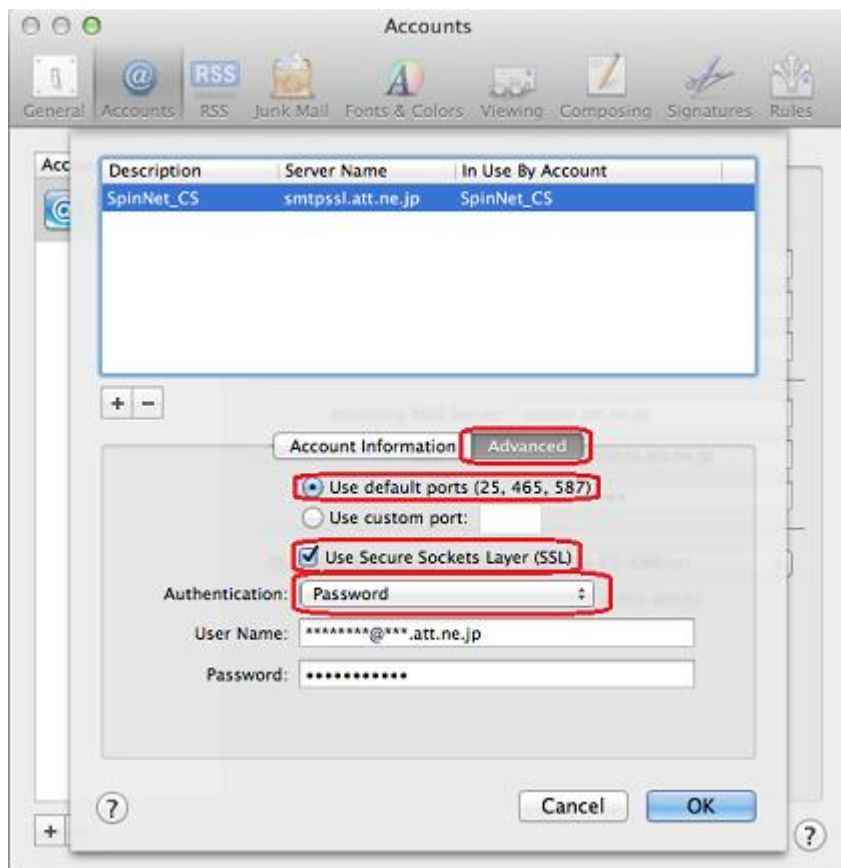 Accounts
General Accounts RSS Junk Mail Fonts & Colors Viewing Composing Signatures Rules
RSS
Acc
Description Server Name In Use By Account
SpinNet_CS smtpssl.att.ne.jp SpinNet_CS
+ -
Account Information Advanced
Use default ports (25, 465, 587)
Use custom port:
Use Secure Sockets Layer (SSL)
Authentication: Password
User Name: ********@***.att.ne.jp
Password: •••••••••••
? Cancel OK
+ ?